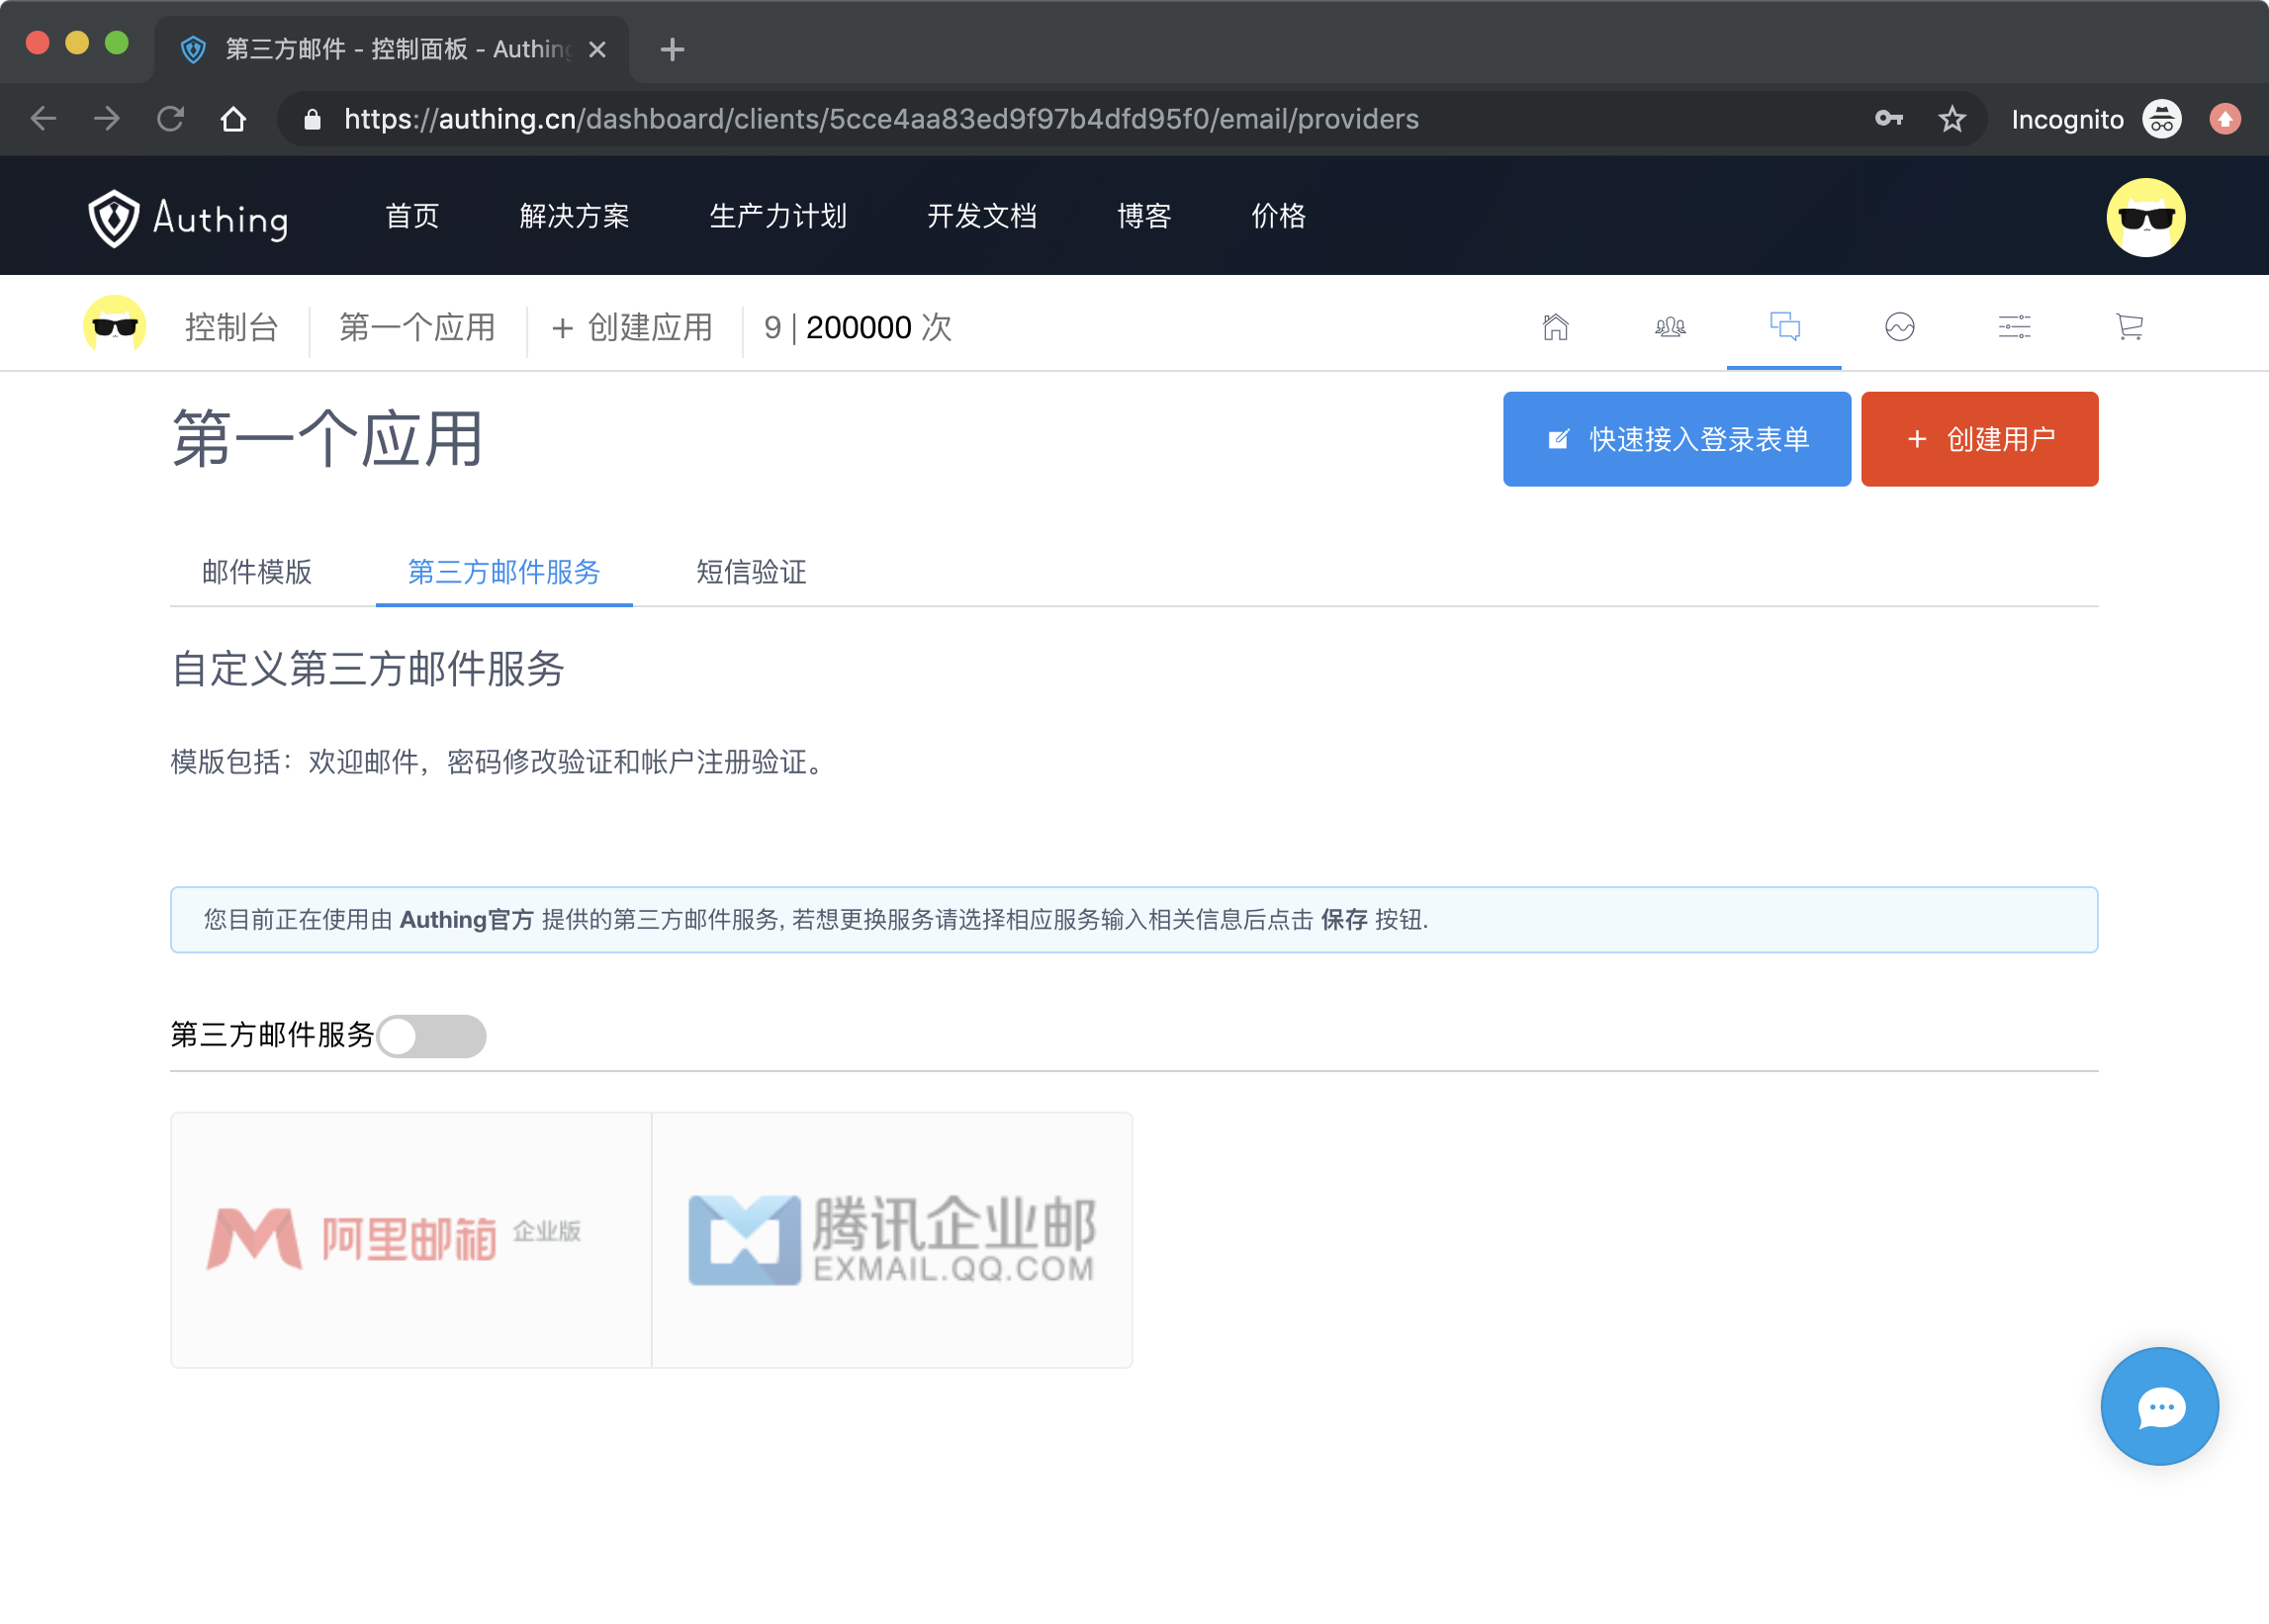 第三方邮件 - 控制面板 - Authing
https://authing.cn/dashboard/clients/5cce4aa83ed9f97b4dfd95f0/email/providers
Incognito
Authing 首页 解决方案 生产力计划 开发文档 博客 价格
控制台 第一个应用 + 创建应用 9 | 200000 次
第一个应用
快速接入登录表单
+ 创建用户
邮件模版 第三方邮件服务 短信验证
自定义第三方邮件服务
模版包括：欢迎邮件，密码修改验证和帐户注册验证。
您目前正在使用由 Authing官方 提供的第三方邮件服务, 若想更换服务请选择相应服务输入相关信息后点击 保存 按钮.
第三方邮件服务
阿里邮箱 企业版
腾讯企业邮
EXMAIL.QQ.COM